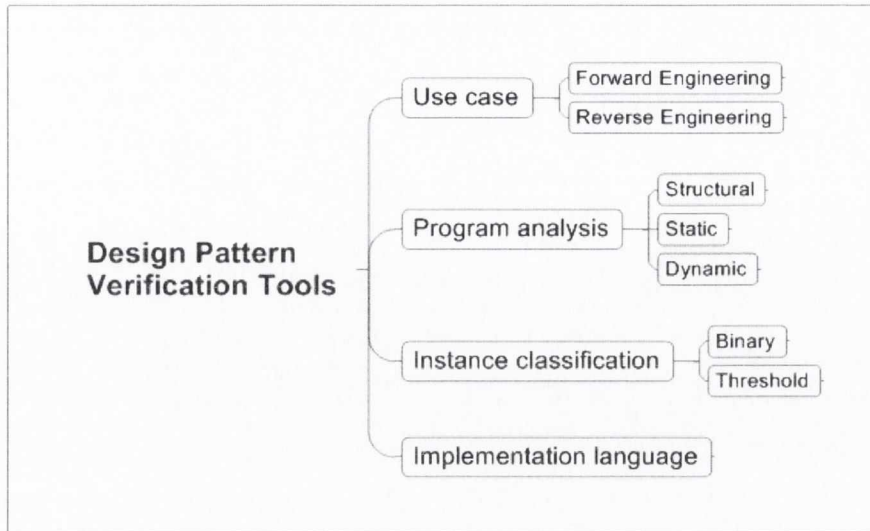 Design Pattern
Verification Tools
Use case
Forward Engineering
Reverse Engineering
Program analysis
Structural
Static
Dynamic
Instance classification
Binary
Threshold
Implementation language